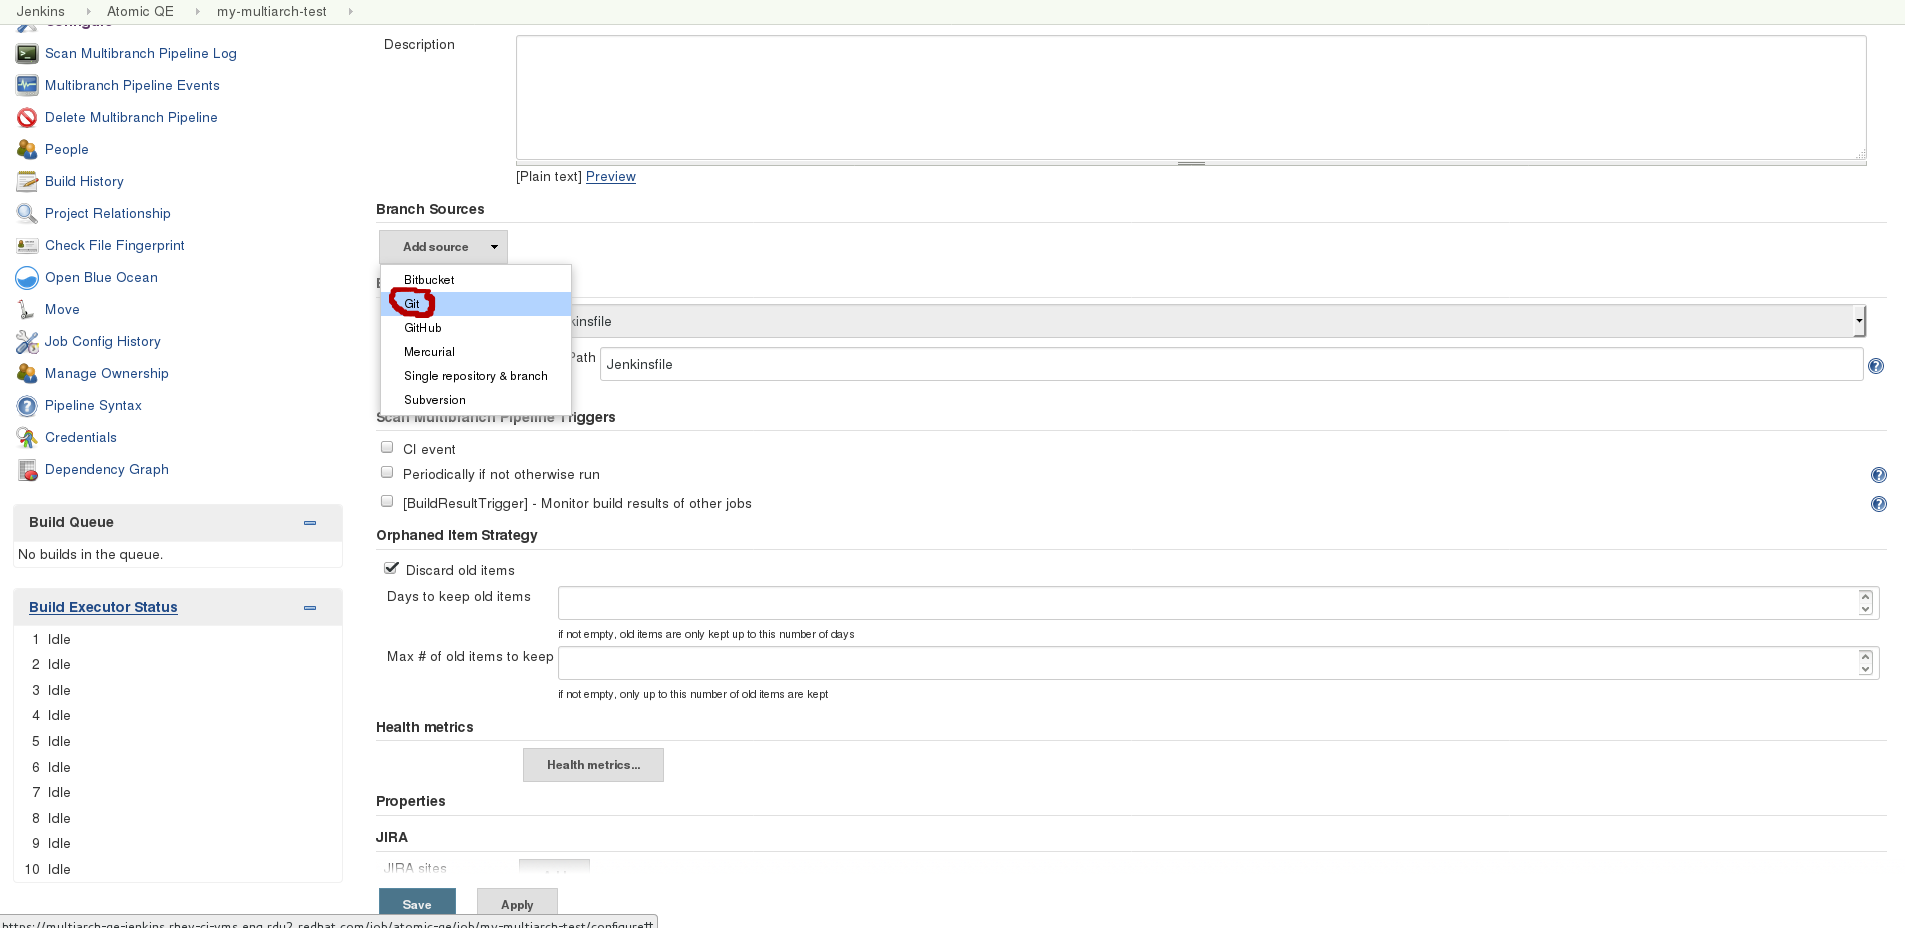 Jenkins Atomic QE my-multiarch-test
Configure
Scan Multibranch Pipeline Log
Multibranch Pipeline Events
Delete Multibranch Pipeline
People
Build History
Project Relationship
Check File Fingerprint
Open Blue Ocean
Move
Job Config History
Manage Ownership
Pipeline Syntax
Credentials
Dependency Graph
Build Queue
No builds in the queue.
Build Executor Status
1 Idle
2 Idle
3 Idle
4 Idle
5 Idle
6 Idle
7 Idle
8 Idle
9 Idle
10 Idle
Description
[Plain text] Preview
Branch Sources
Add source
Bitbucket
Git
GitHub
Mercurial
Single repository & branch
Subversion
kinsfile
Path Jenkinsfile
Scan Multibranch Pipeline Triggers
CI event
Periodically if not otherwise run
[BuildResultTrigger] - Monitor build results of other jobs
Orphaned Item Strategy
Discard old items
Days to keep old items
if not empty, old items are only kept up to this number of days
Max # of old items to keep
if not empty, only up to this number of old items are kept
Health metrics
Health metrics...
Properties
JIRA
JIRA sites
Save Apply
https://multiarch-qe-jenkins.rhev-ci-vms.eng.rdu2.redhat.com/job/atomic-qe/job/my-multiarch-test/configure#